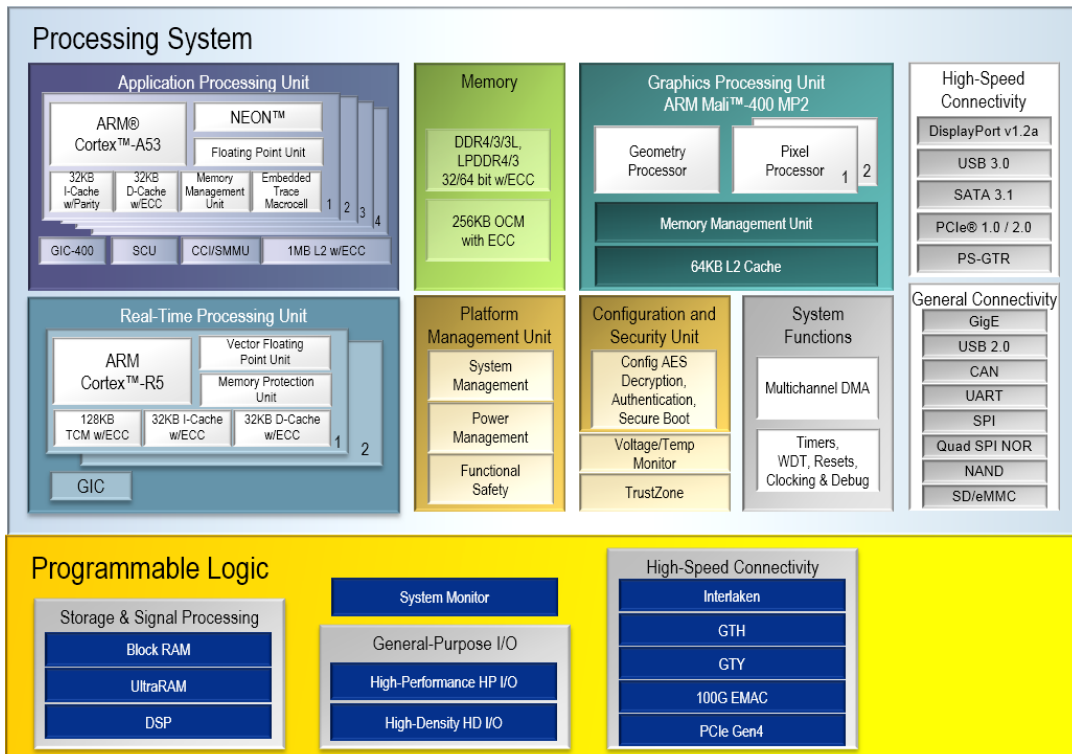 Processing System
Application Processing Unit
ARM®
Cortex™-A53
NEON™
Floating Point Unit
32KB
I-Cache
w/Parity
32KB
D-Cache
w/ECC
Memory
Management
Unit
Embedded
Trace
Macrocell
1
2
3
4
GIC-400
SCU
CCI/SMMU
1MB L2 w/ECC
Memory
DDR4/3/3L,
LPDDR4/3
32/64 bit w/ECC
256KB OCM
with ECC
Graphics Processing Unit
ARM Mali™-400 MP2
Geometry
Processor
Pixel
Processor
1
2
Memory Management Unit
64KB L2 Cache
High-Speed
Connectivity
DisplayPort v1.2a
USB 3.0
SATA 3.1
PCIe® 1.0 / 2.0
PS-GTR
Real-Time Processing Unit
ARM
Cortex™-R5
Vector Floating
Point Unit
Memory Protection
Unit
128KB
TCM w/ECC
32KB I-Cache
w/ECC
32KB D-Cache
w/ECC
1
2
GIC
Platform
Management Unit
System
Management
Power
Management
Functional
Safety
Configuration and
Security Unit
Config AES
Decryption,
Authentication,
Secure Boot
Voltage/Temp
Monitor
TrustZone
System
Functions
Multichannel DMA
Timers,
WDT, Resets,
Clocking & Debug
General Connectivity
GigE
USB 2.0
CAN
UART
SPI
Quad SPI NOR
NAND
SD/eMMC
Programmable Logic
Storage & Signal Processing
Block RAM
UltraRAM
DSP
System Monitor
General-Purpose I/O
High-Performance HP I/O
High-Density HD I/O
High-Speed Connectivity
Interlaken
GTH
GTY
100G EMAC
PCIe Gen4